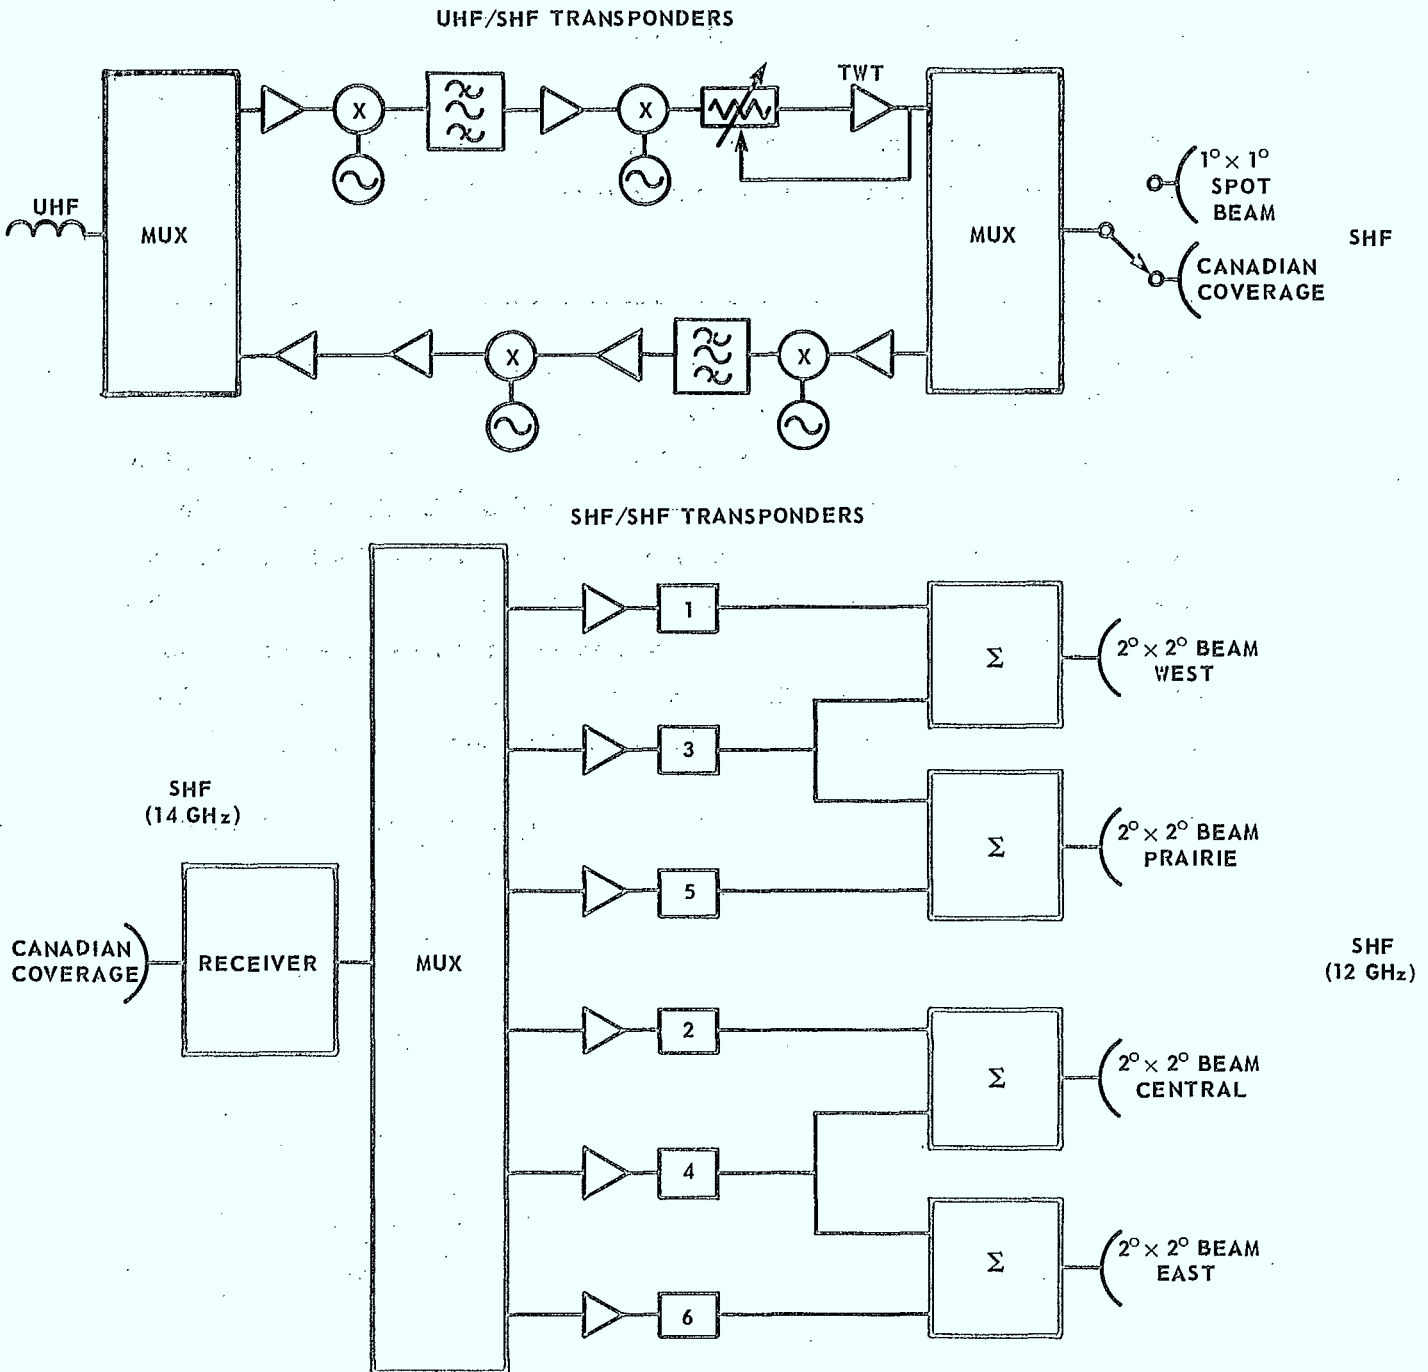 UHF/SHF TRANSPONDERS
TWT
UHF
MUX
X
X
MUX
1° × 1°
SPOT
BEAM
SHF
CANADIAN
COVERAGE
X
X
SHF/SHF TRANSPONDERS
1
Σ
2° × 2° BEAM
WEST
3
SHF
(14 GHz)
Σ
2° × 2° BEAM
PRAIRIE
5
CANADIAN
COVERAGE
RECEIVER
MUX
SHF
(12 GHz)
2
Σ
2° × 2° BEAM
CENTRAL
4
Σ
2° × 2° BEAM
EAST
6